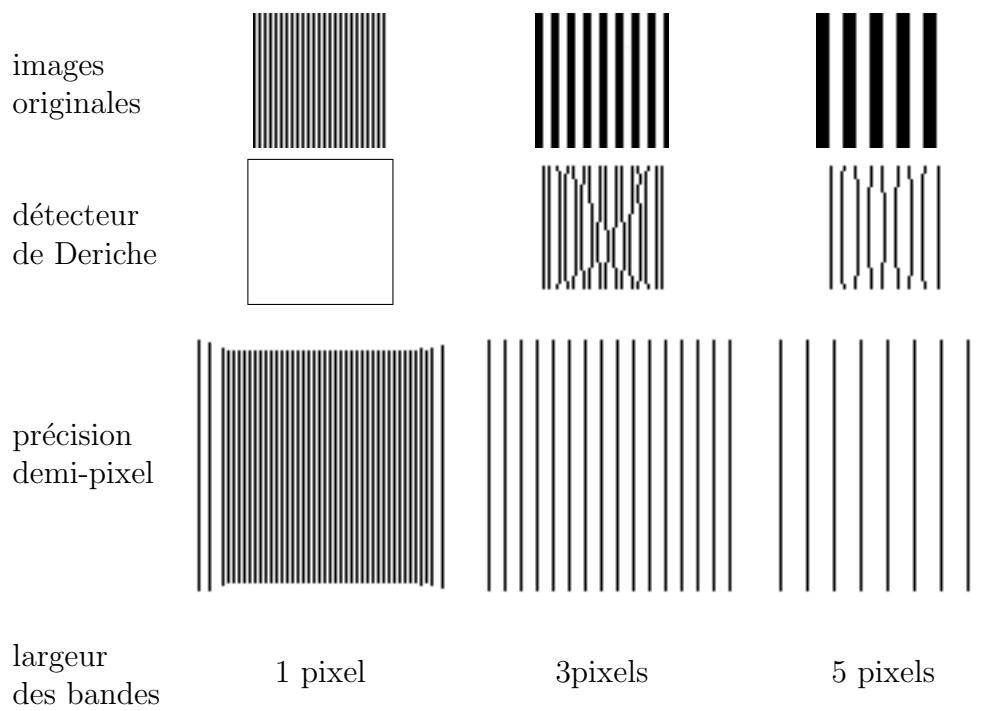 images
originales
détecteur
de Deriche
précision
demi-pixel
largeur
des bandes
1 pixel
3pixels
5 pixels